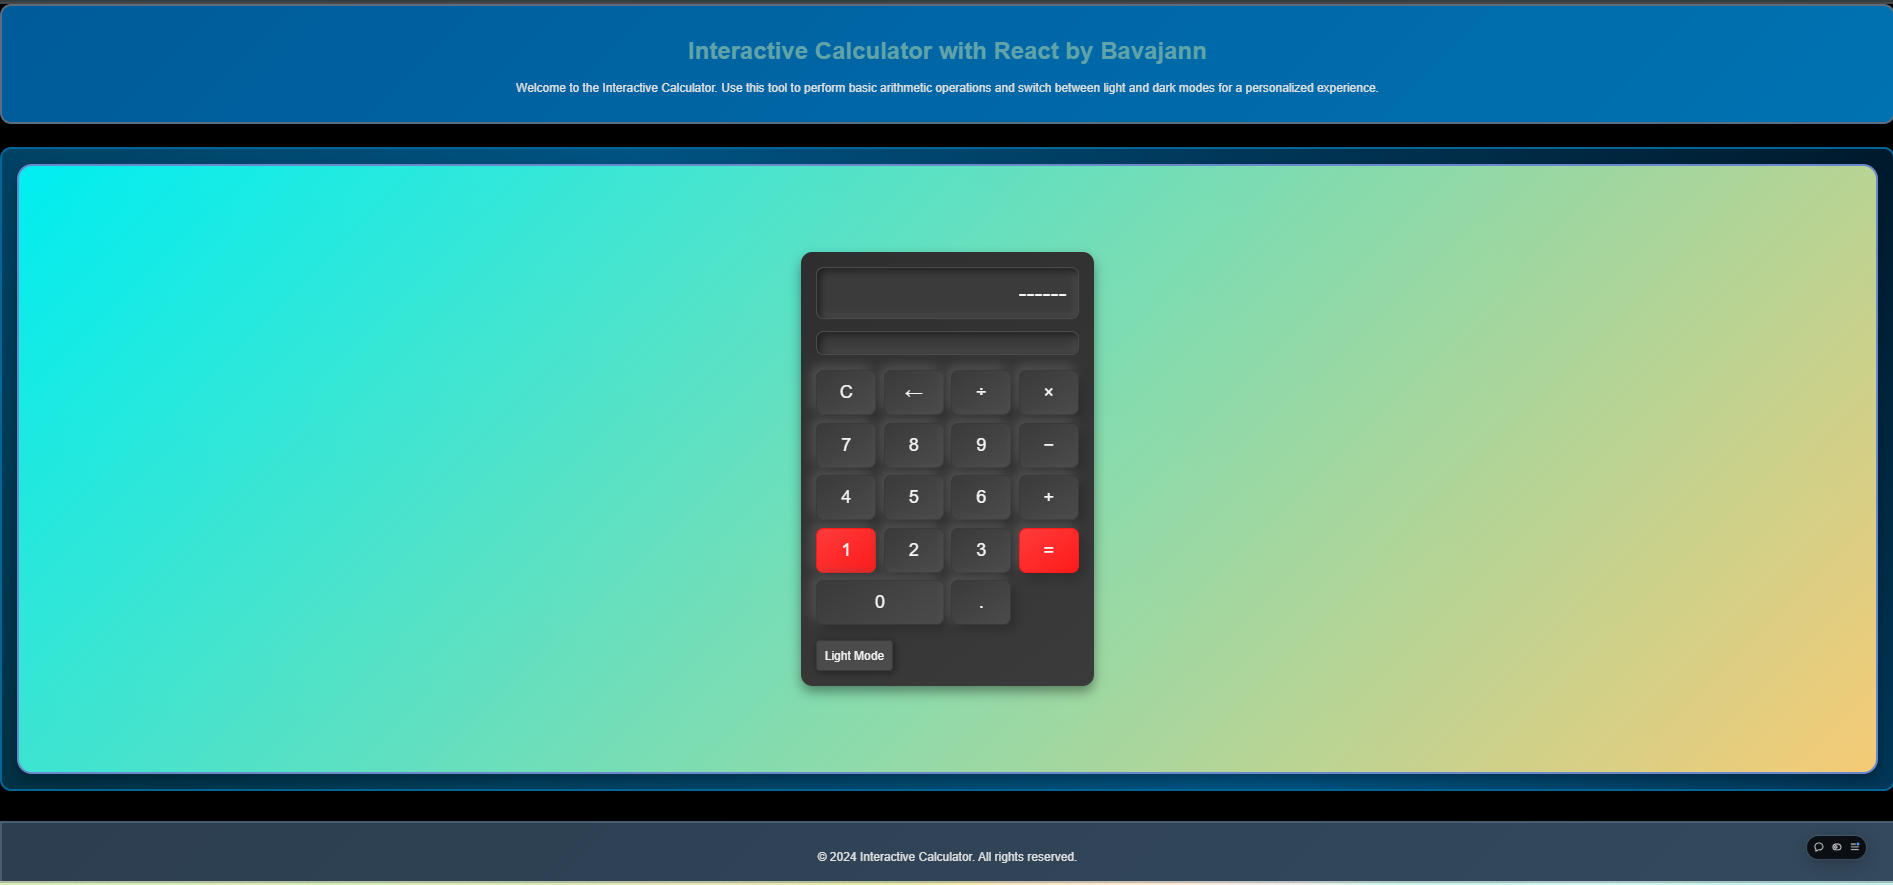 Interactive Calculator with React by Bavajann
Welcome to the Interactive Calculator. Use this tool to perform basic arithmetic operations and switch between light and dark modes for a personalized experience.
------
C ← ÷ ×
7 8 9 −
4 5 6 +
1 2 3 =
0 .
Light Mode
© 2024 Interactive Calculator. All rights reserved.